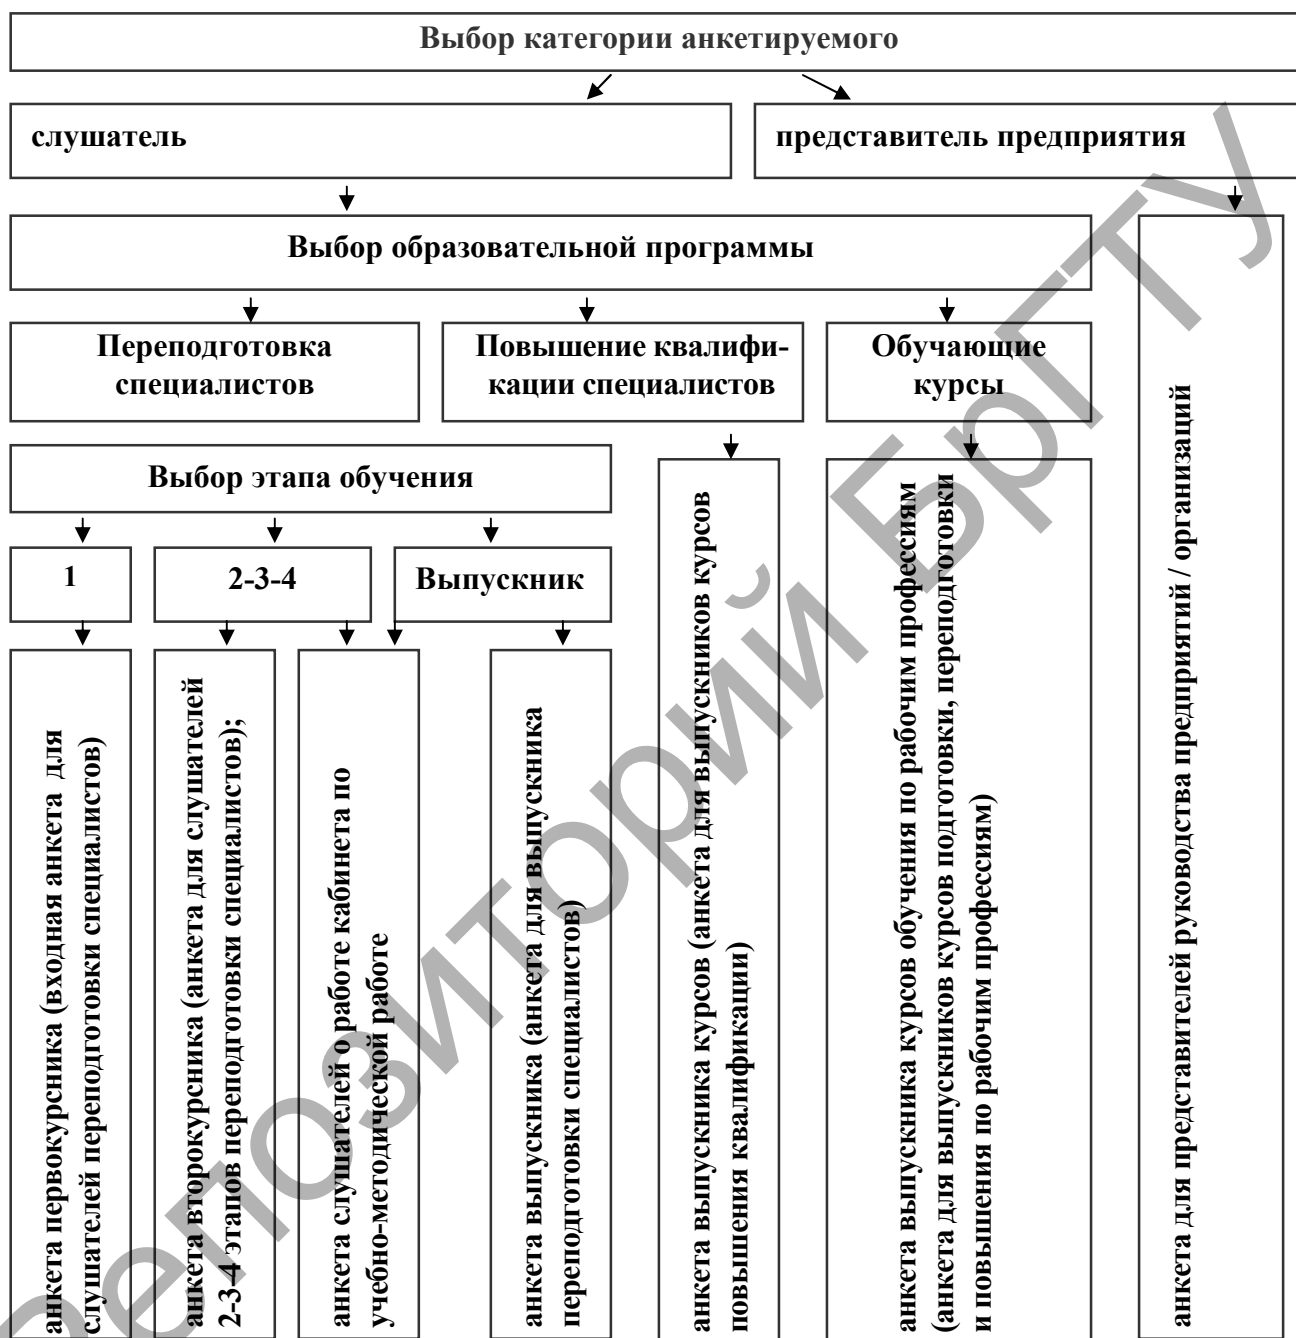 Выбор категории анкетируемого
слушатель
представитель предприятия
Выбор образовательной программы
Переподготовка
специалистов
Повышение квалифи-
кации специалистов
Обучающие
курсы
Выбор этапа обучения
1
2-3-4
Выпускник
анкета первокурсника (входная анкета для
слушателей переподготовки специалистов)
анкета второкурсника (анкета для слушателей
2-3-4 этапов переподготовки специалистов);
анкета слушателей о работе кабинета по
учебно-методической работе
анкета выпускника (анкета для выпускника
переподготовки специалистов)
анкета выпускника курсов (анкета для выпускников курсов
повышения квалификации)
анкета выпускника курсов обучения по рабочим профессиям
(анкета для выпускников курсов подготовки, переподготовки
и повышения по рабочим профессиям)
анкета для представителей руководства предприятий / организаций
Репозиторий БрГТУ